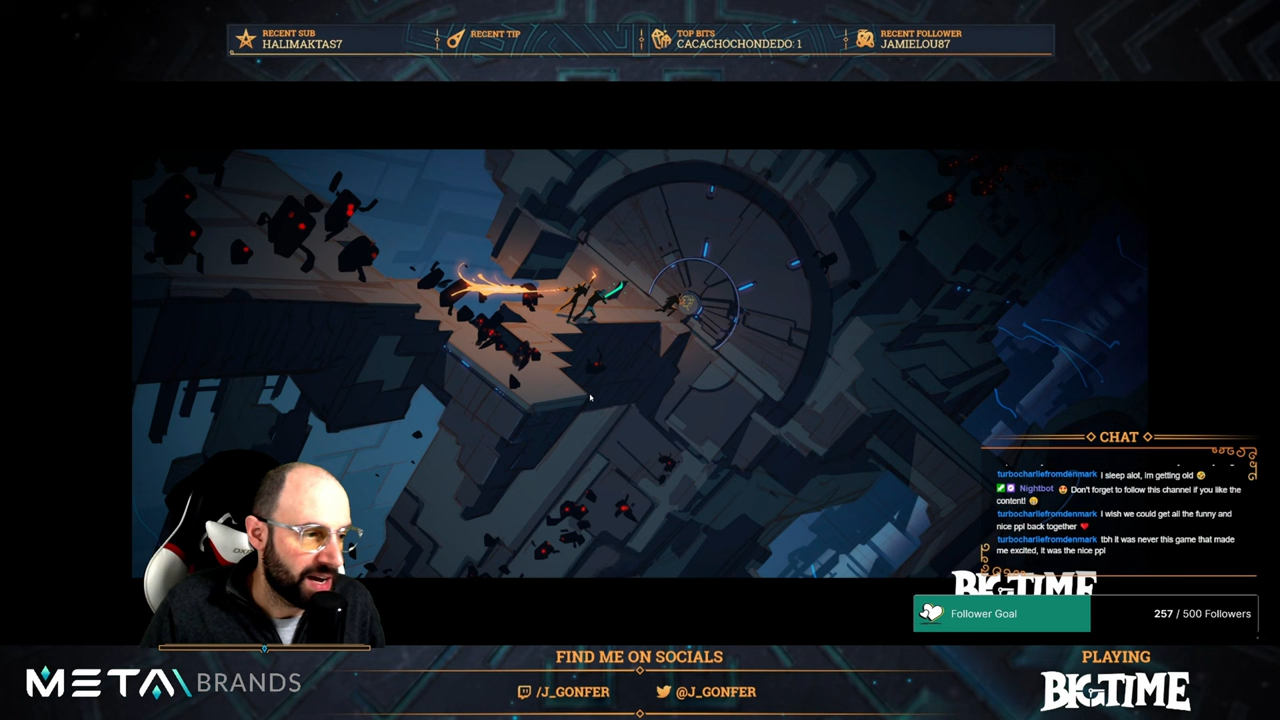 RECENT SUB
HALIMAKTAS7
RECENT TIP
TOP BITS
CACACHOCHONDEDO: 1
RECENT FOLLOWER
JAMIELOU87
CHAT
turbocharliefromdenmark I sleep alot, im getting old
Nightbot Don't forget to follow this channel if you like the
content!
turbocharliefromdenmark I wish we could get all the funny and
nice ppl back together
turbocharliefromdenmark tbh it was never this game that made
me excited, it was the nice ppl
BIGTIME
Follower Goal
257 / 500 Followers
META BRANDS
FIND ME ON SOCIALS
/J_GONFER
@J_GONFER
PLAYING
BIGTIME